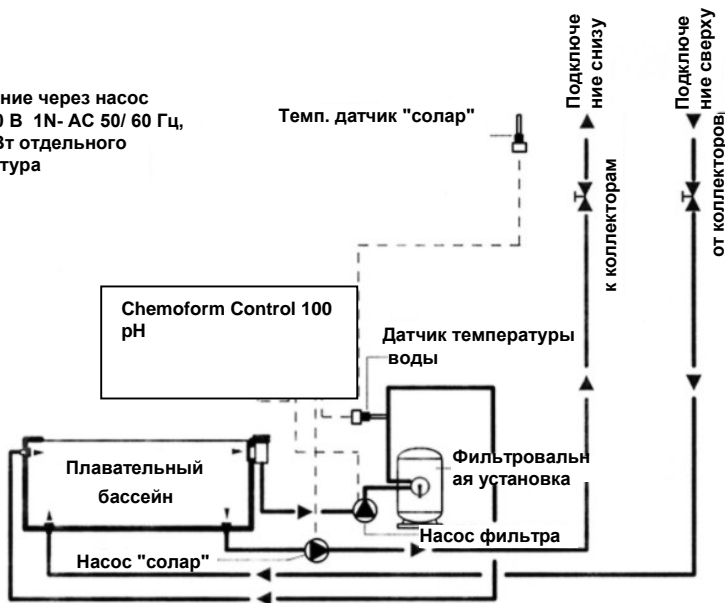 ние через насос
0 В 1N- AC 50/ 60 Гц,
Вт отдельного
тура
Темп. датчик "солар"
Подключе
ние снизу
Подключе
ние сверху
к коллекторам
от коллекторов
Chemoform Control 100
pH
Датчик температуры
воды
Плавательный
бассейн
Фильтровальн
ая установка
Насос фильтра
Насос "солар"